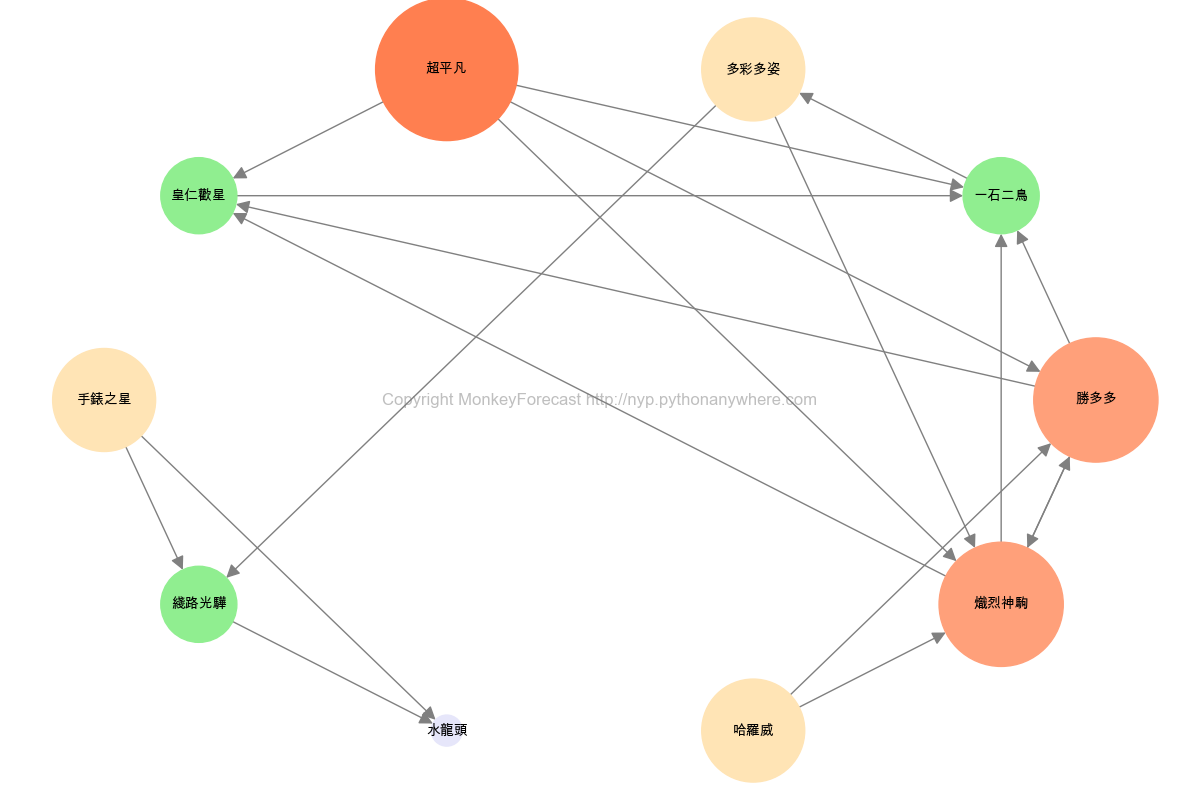 超平凡
多彩多姿
皇仁歡星
一石二鳥
手錶之星
Copyright MonkeyForecast http://nyp.pythonanywhere.com
勝多多
綫路光驊
熾烈神駒
水龍頭
哈羅威